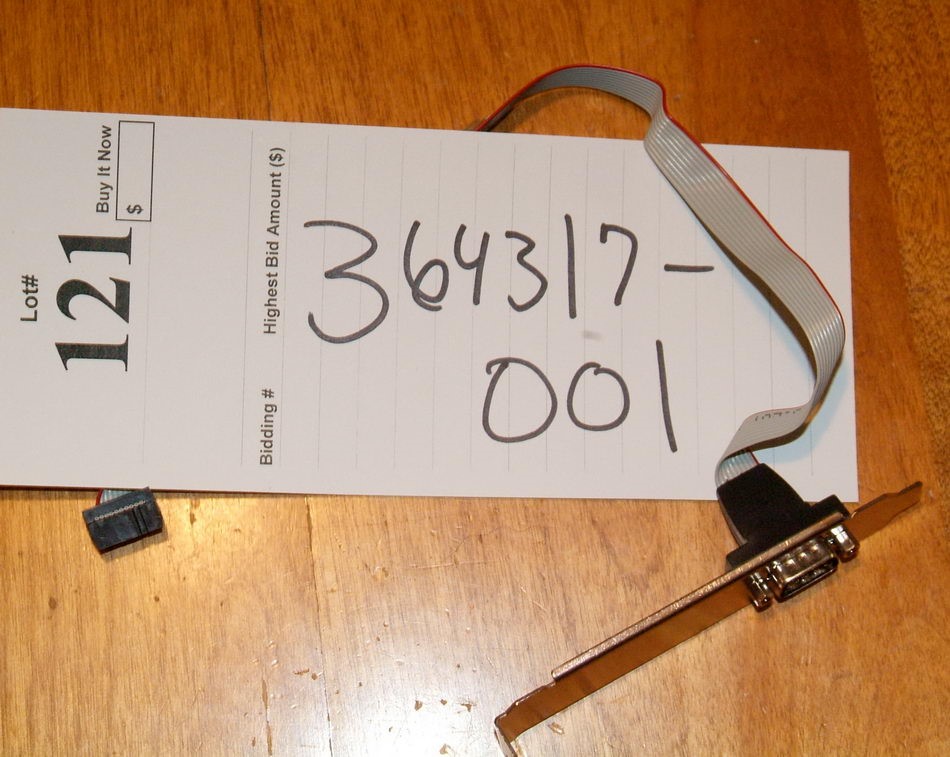 Lot#
121
Buy It Now
$
Bidding #
Highest Bid Amount ($)
364317-
001